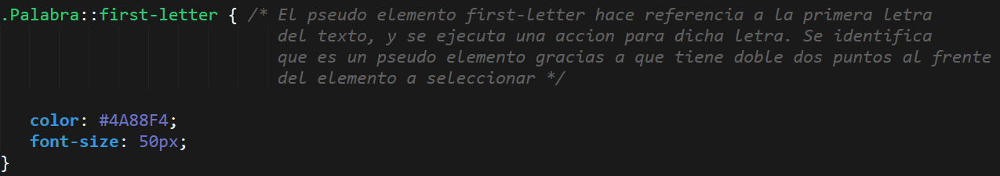 .Palabra::first-letter { /* El pseudo elemento first-letter hace referencia a la primera letra
del texto, y se ejecuta una accion para dicha letra. Se identifica
que es un pseudo elemento gracias a que tiene doble dos puntos al frente
del elemento a seleccionar */
color: #4A88F4;
font-size: 50px;
}